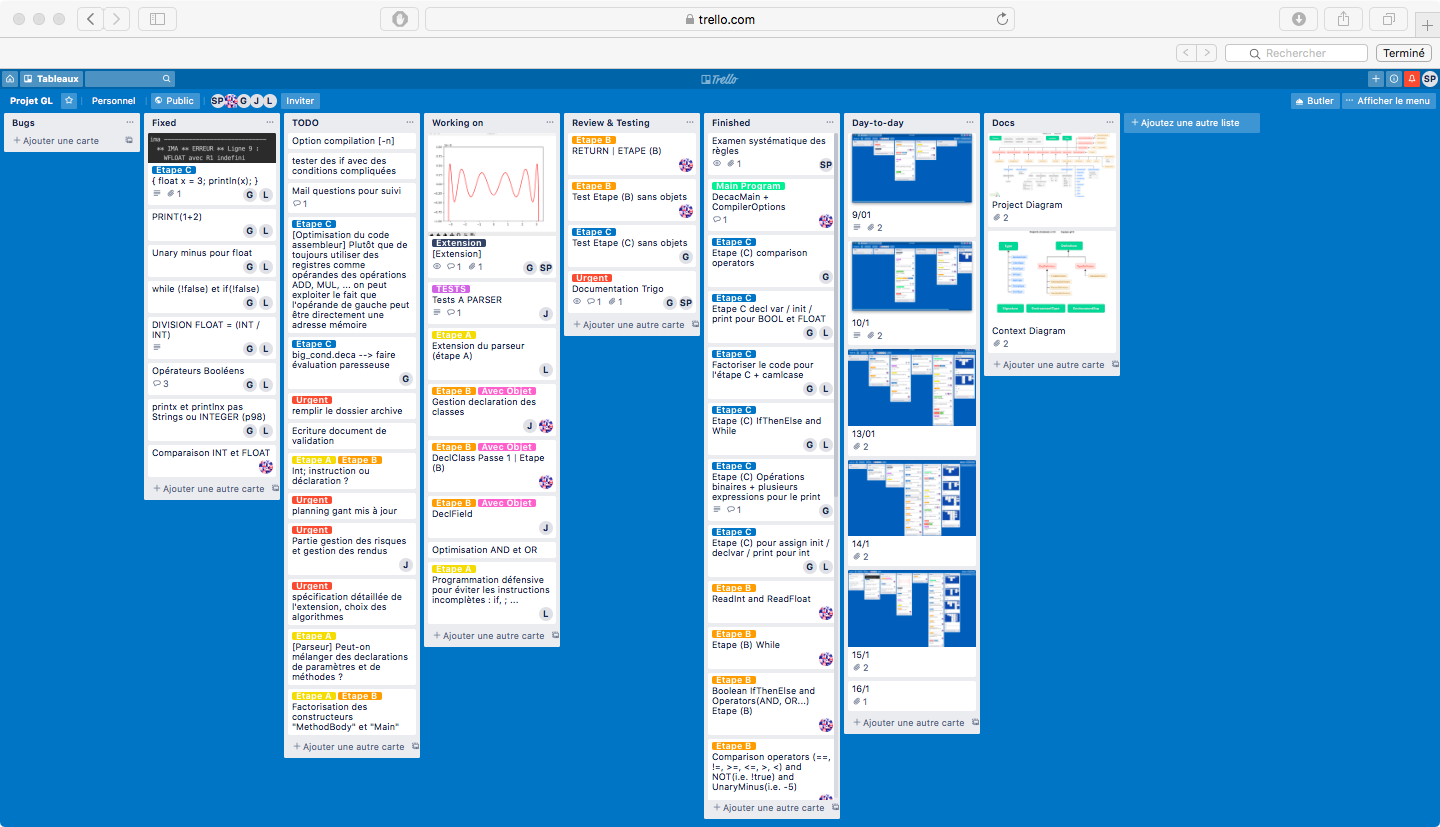 trello.com
Rechercher
Terminé
Tableaux
Trello
SP
Projet GL
Personnel
Public
SP
G
J
L
Inviter
Butler
Afficher le menu
Bugs
Ajouter une carte
Fixed
ima
** IMA ** ERREUR ** Ligne 9 :
WFLOAT avec R1 indefini
Etape C
{ float x = 3; println(x); }
1
G L
PRINT(1+2)
G L
Unary minus pour float
G L
while (!false) et if(!false)
G L
DIVISION FLOAT = (INT /
INT)
G L
Opérateurs Booléens
3
G L
printx et printlnx pas
Strings ou INTEGER (p98)
G L
Comparaison INT et FLOAT
Ajouter une autre carte
TODO
Option compilation [-n]
tester des if avec des
conditions compliquées
Mail questions pour suivi
1
Etape C
[Optimisation du code
assembleur] Plutôt que de
toujours utiliser des
registres comme
opérandes des opérations
ADD, MUL, ... on peut
exploiter le fait que
l'opérande de gauche peut
être directement une
adresse mémoire
Etape C
big_cond.deca --> faire
évaluation paresseuse
G
Urgent
remplir le dossier archive
Ecriture document de
validation
Etape A Etape B
Int; instruction ou
déclaration ?
Urgent
planning gant mis à jour
Urgent
Partie gestion des risques
et gestion des rendus
J
Urgent
spécification détaillée de
l'extension, choix des
algorithmes
Etape A
[Parseur] Peut-on
mélanger des declarations
de paramètres et de
méthodes ?
Etape A Etape B
Factorisation des
constructeurs
"MethodBody" et "Main"
Ajouter une autre carte
Working on
Extension
[Extension]
1 1
G SP
TESTS
Tests A PARSER
1
J
Etape A
Extension du parseur
(étape A)
L
Etape B Avec Objet
Gestion declaration des
classes
J
Etape B Avec Objet
DeclClass Passe 1 | Etape
(B)
Etape B Avec Objet
DeclField
J
Optimisation AND et OR
Etape A
Programmation défensive
pour éviter les instructions
incomplètes : if, ; ...
L
Ajouter une autre carte
Review & Testing
Etape B
RETURN | ETAPE (B)
Etape B
Test Etape (B) sans objets
Etape C
Test Etape (C) sans objets
G
Urgent
Documentation Trigo
1 1
G SP
Ajouter une autre carte
Finished
Examen systématique des
règles
1
SP
Main Program
DecacMain +
CompilerOptions
1
Etape C
Etape (C) comparison
operators
G
Etape C
Etape C decl var / init /
print pour BOOL et FLOAT
G L
Etape C
Factoriser le code pour
l'étape C + camlcase
G L
Etape C
Etape (C) IfThenElse and
While
G L
Etape C
Etape (C) Opérations
binaires + plusieurs
expressions pour le print
1
G
Etape C
Etape (C) pour assign init /
declvar / print pour int
G L
Etape B
ReadInt and ReadFloat
Etape B
Etape (B) While
Etape B
Boolean IfThenElse and
Operators(AND, OR...)
Etape (B)
Etape B
Comparison operators (==,
!=, >=, <=, >, <) and
NOT(i.e. !true) and
UnaryMinus(i.e. -5)
Ajouter une autre carte
Day-to-day
9/01
2
10/1
2
13/01
2
14/1
2
15/1
2
16/1
1
Ajouter une autre carte
Docs
Project Diagram
2
Context Diagram
2
Ajouter une autre carte
Ajoutez une autre liste